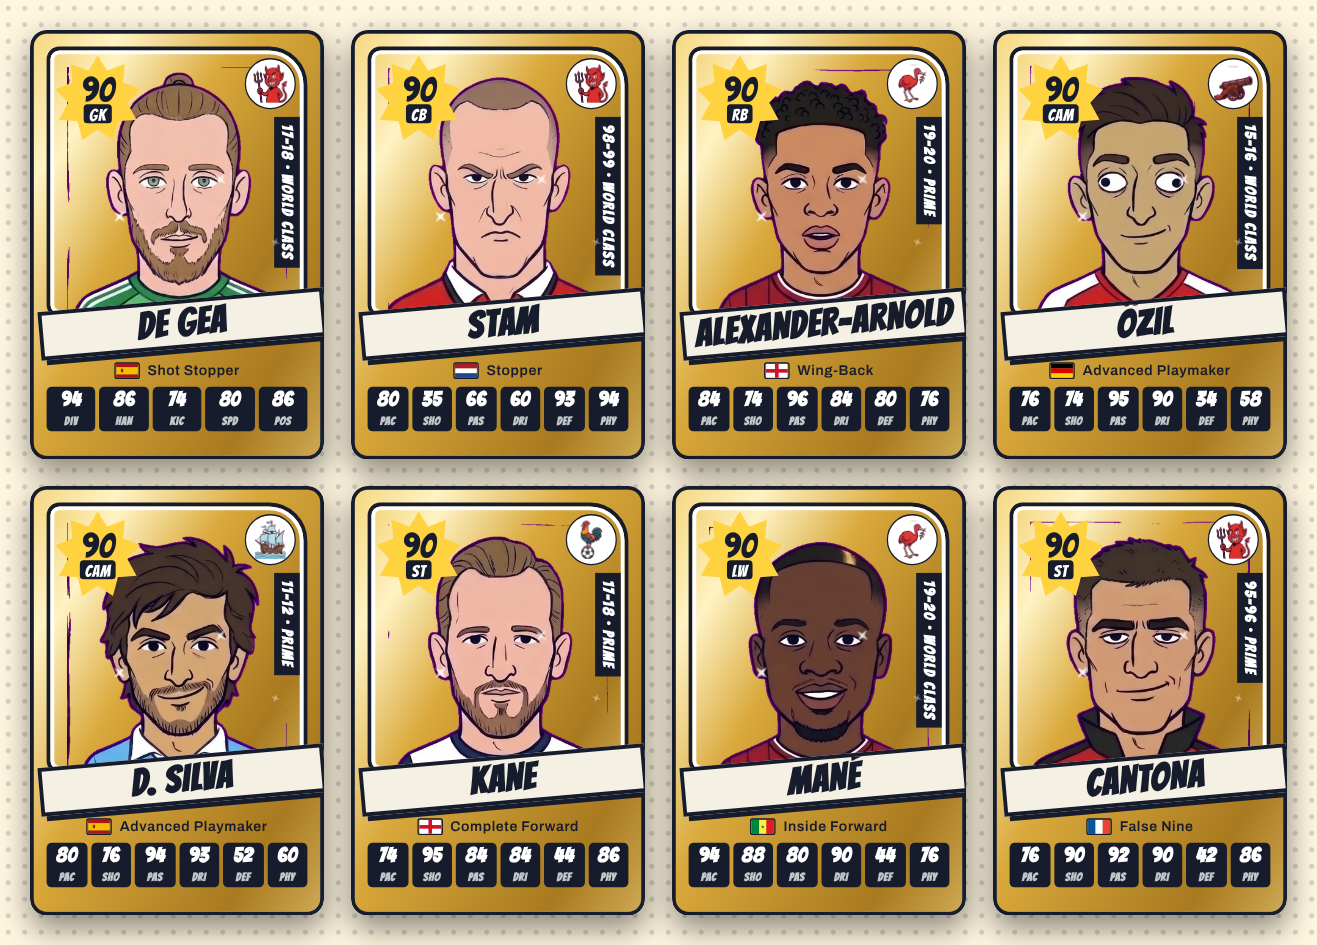 90
GK
17-18 • WORLD CLASS
DE GEA
Shot Stopper
94 86 74 80 86
DIV HAN KIC SPD POS
90
CB
98-99 • WORLD CLASS
STAM
Stopper
80 35 66 60 93 94
PAC SHO PAS DRI DEF PHY
90
RB
19-20 • PRIME
ALEXANDER-ARNOLD
Wing-Back
84 74 96 84 80 76
PAC SHO PAS DRI DEF PHY
90
CAM
15-16 • WORLD CLASS
ÖZIL
Advanced Playmaker
76 74 95 90 34 58
PAC SHO PAS DRI DEF PHY
90
CAM
11-12 • PRIME
D. SILVA
Advanced Playmaker
80 76 94 93 52 60
PAC SHO PAS DRI DEF PHY
90
ST
17-18 • PRIME
KANE
Complete Forward
74 95 84 84 44 86
PAC SHO PAS DRI DEF PHY
90
LW
19-20 • WORLD CLASS
MANÉ
Inside Forward
94 88 80 90 44 76
PAC SHO PAS DRI DEF PHY
90
ST
95-96 • PRIME
CANTONA
False Nine
76 90 92 90 42 86
PAC SHO PAS DRI DEF PHY